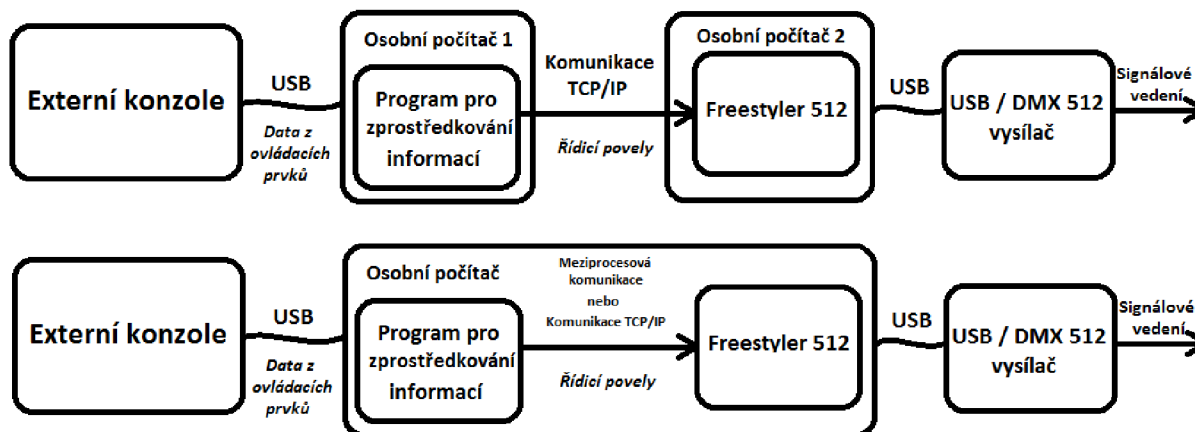 Externí konzole
USB
Data z
ovládacích
prvků
Osobní počítač 1
Program pro
zprostředkování
informací
Komunikace
TCP/IP
Řídicí povely
Osobní počítač 2
Freestyler 512
USB
USB / DMX 512
vysílač
Signálové
vedení
Externí konzole
USB
Data z
ovládacích
prvků
Osobní počítač
Program pro
zprostředkování
informací
Meziprocesová
komunikace
nebo
Komunikace TCP/IP
Řídicí povely
Freestyler 512
USB
USB / DMX 512
vysílač
Signálové
vedení